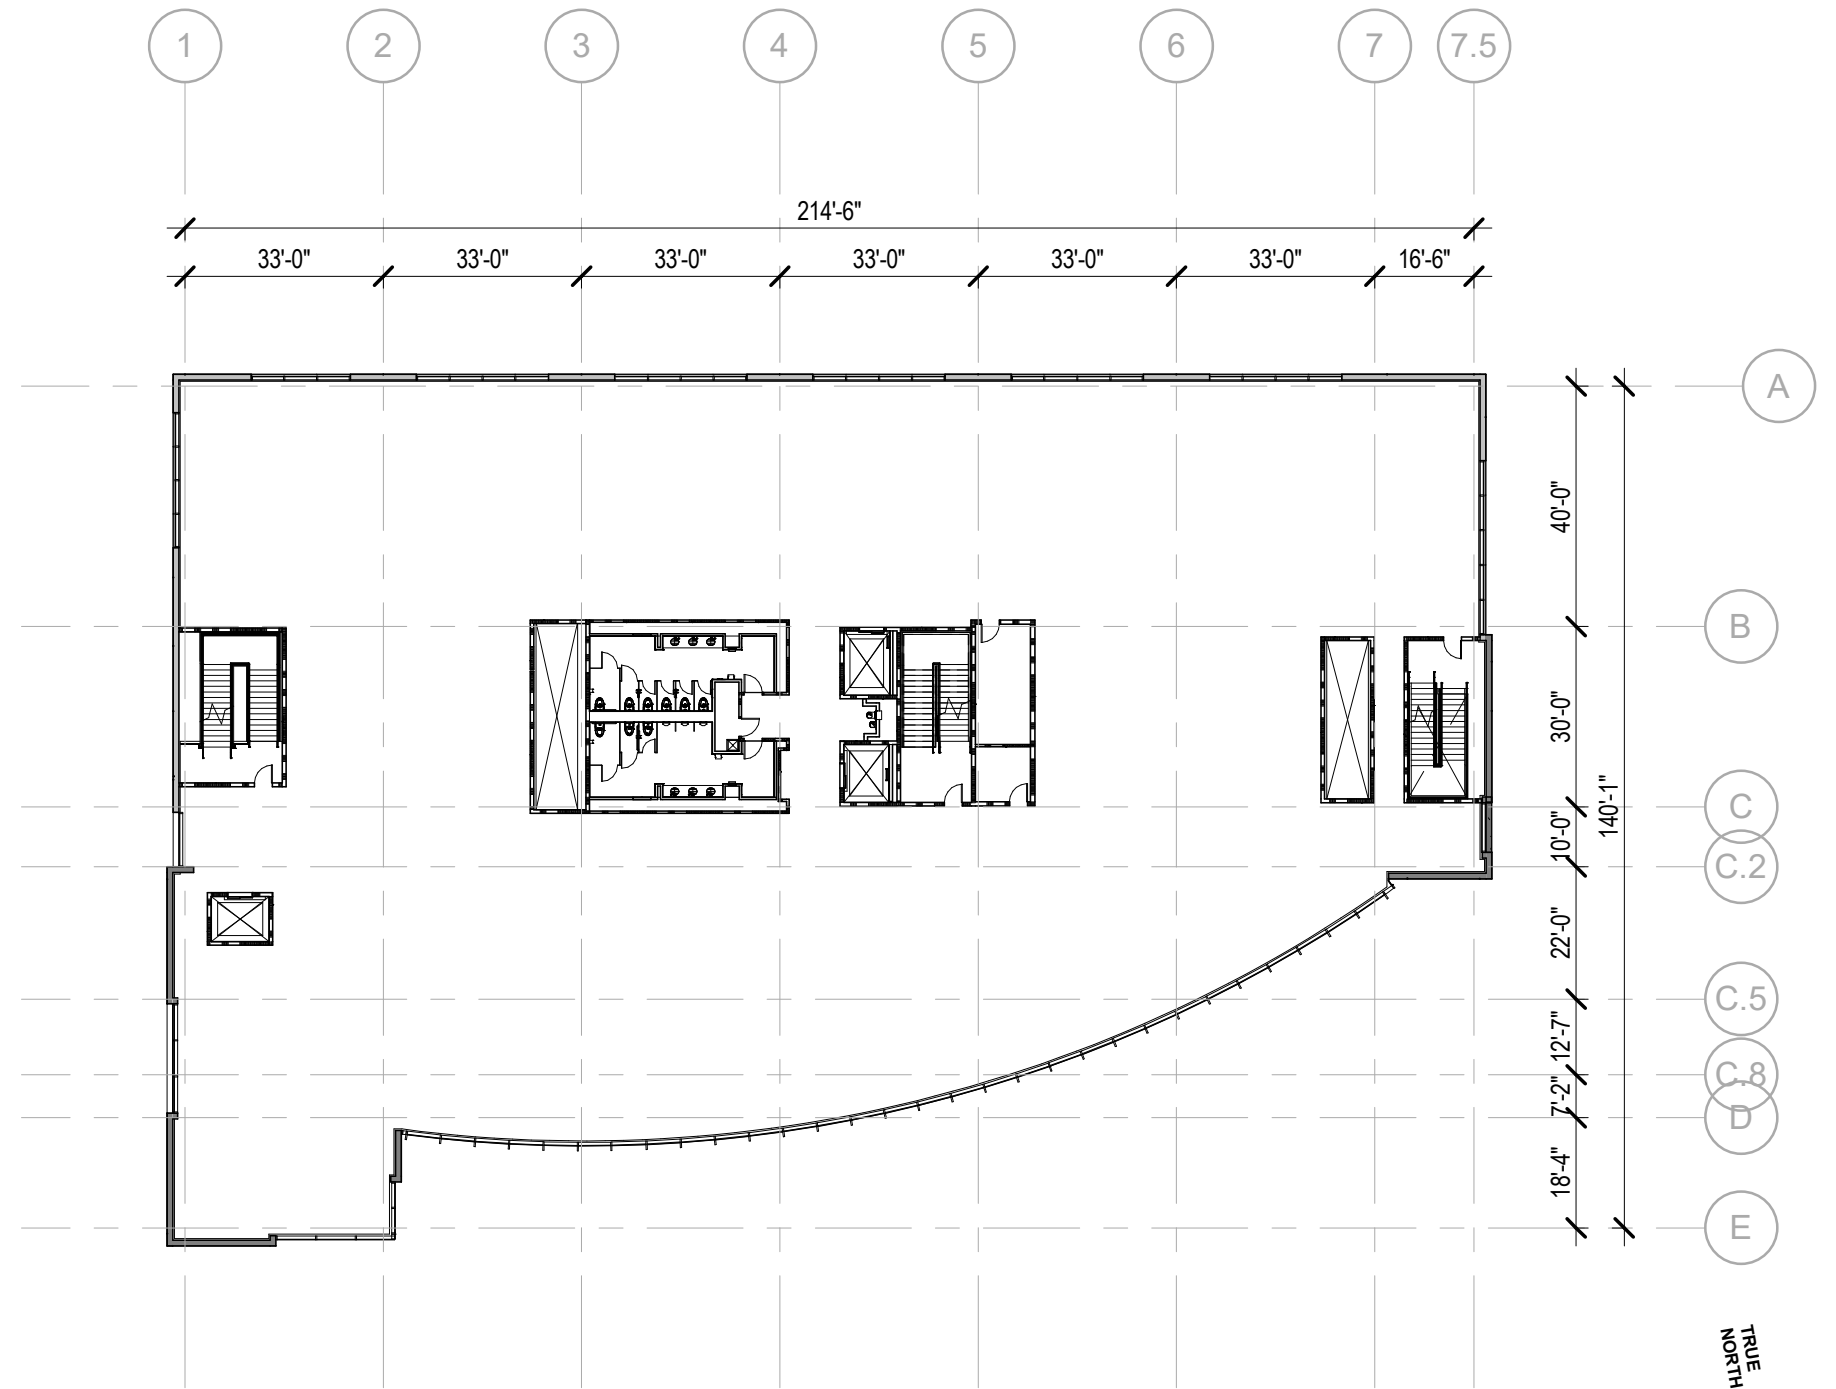 1 2 3 4 5 6 7 7.5
214'-6"
33'-0" 33'-0" 33'-0" 33'-0" 33'-0" 33'-0" 16'-6"
A
40'-0"
B
30'-0"
140'-1"
C
10'-0"
C.2
22'-0"
C.5
12'-7"
C.8
7'-2"
D
18'-4"
E
TRUE
NORTH